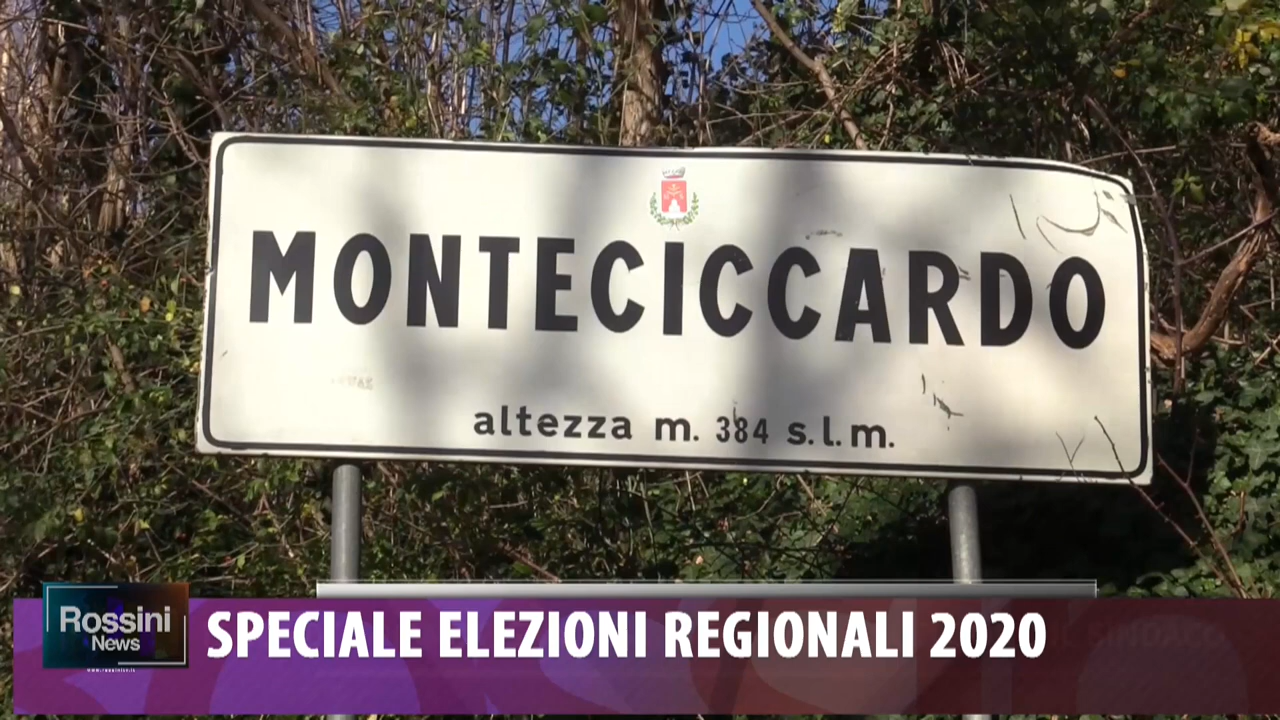 MONTECICCARDO
altezza m. 384 s.l.m.
Rossini
News
SPECIALE ELEZIONI REGIONALI 2020